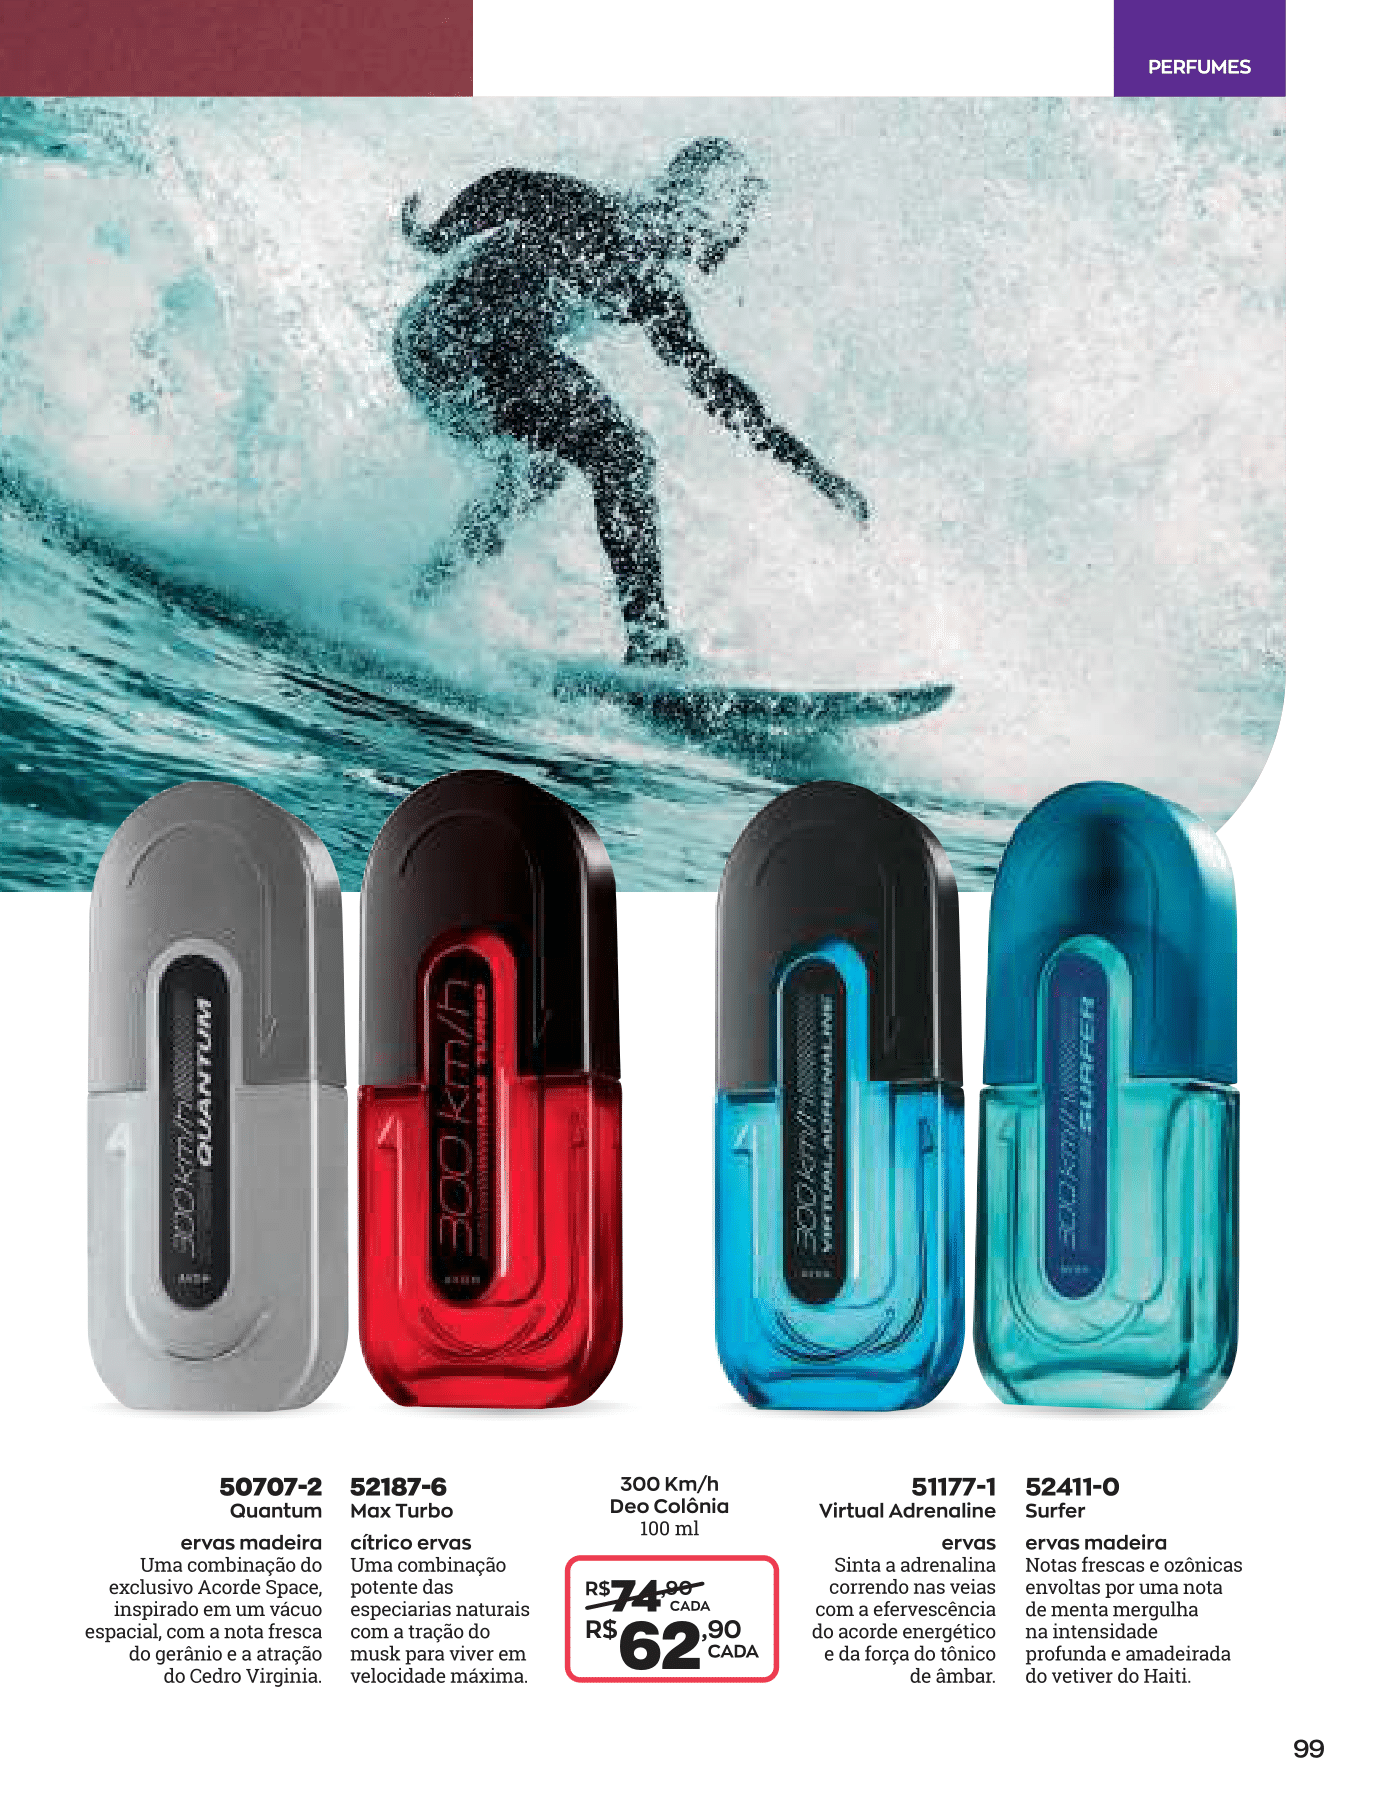 PERFUMES
300 km/h
QUANTUM
AVON
300 km/h
MAX TURBO
AVON
300 km/h
VIRTUAL ADRENALINE
AVON
300 km/h
SURFER
AVON
50707-2
Quantum
ervas madeira
Uma combinação do
exclusivo Acorde Space,
inspirado em um vácuo
espacial, com a nota fresca
do gerânio e a atração
do Cedro Virginia.
52187-6
Max Turbo
cítrico ervas
Uma combinação
potente das
especiarias naturais
com a tração do
musk para viver em
velocidade máxima.
300 Km/h
Deo Colônia
100 ml
R$74,90
CADA
R$62,90
CADA
51177-1
Virtual Adrenaline
ervas
Sinta a adrenalina
correndo nas veias
com a efervescência
do acorde energético
e da força do tônico
de âmbar.
52411-0
Surfer
ervas madeira
Notas frescas e ozônicas
envoltas por uma nota
de menta mergulha
na intensidade
profunda e amadeirada
do vetiver do Haiti.
99